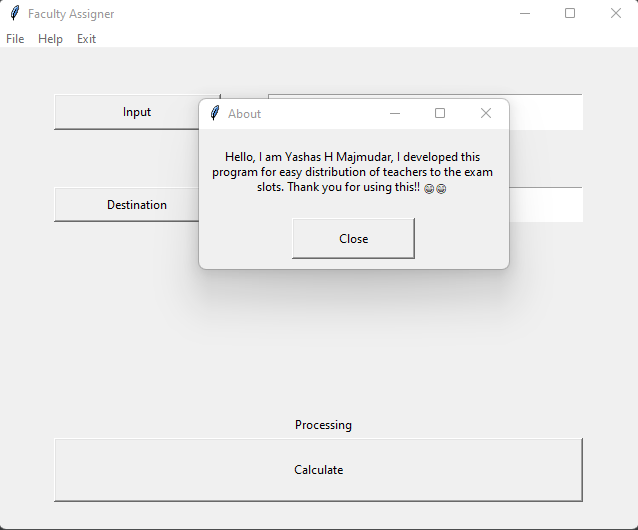 Faculty Assigner
File Help Exit
Input
About
Hello, I am Yashas H Majmudar, I developed this
program for easy distribution of teachers to the exam
slots. Thank you for using this!! 😂😂
Close
Destination
Processing
Calculate